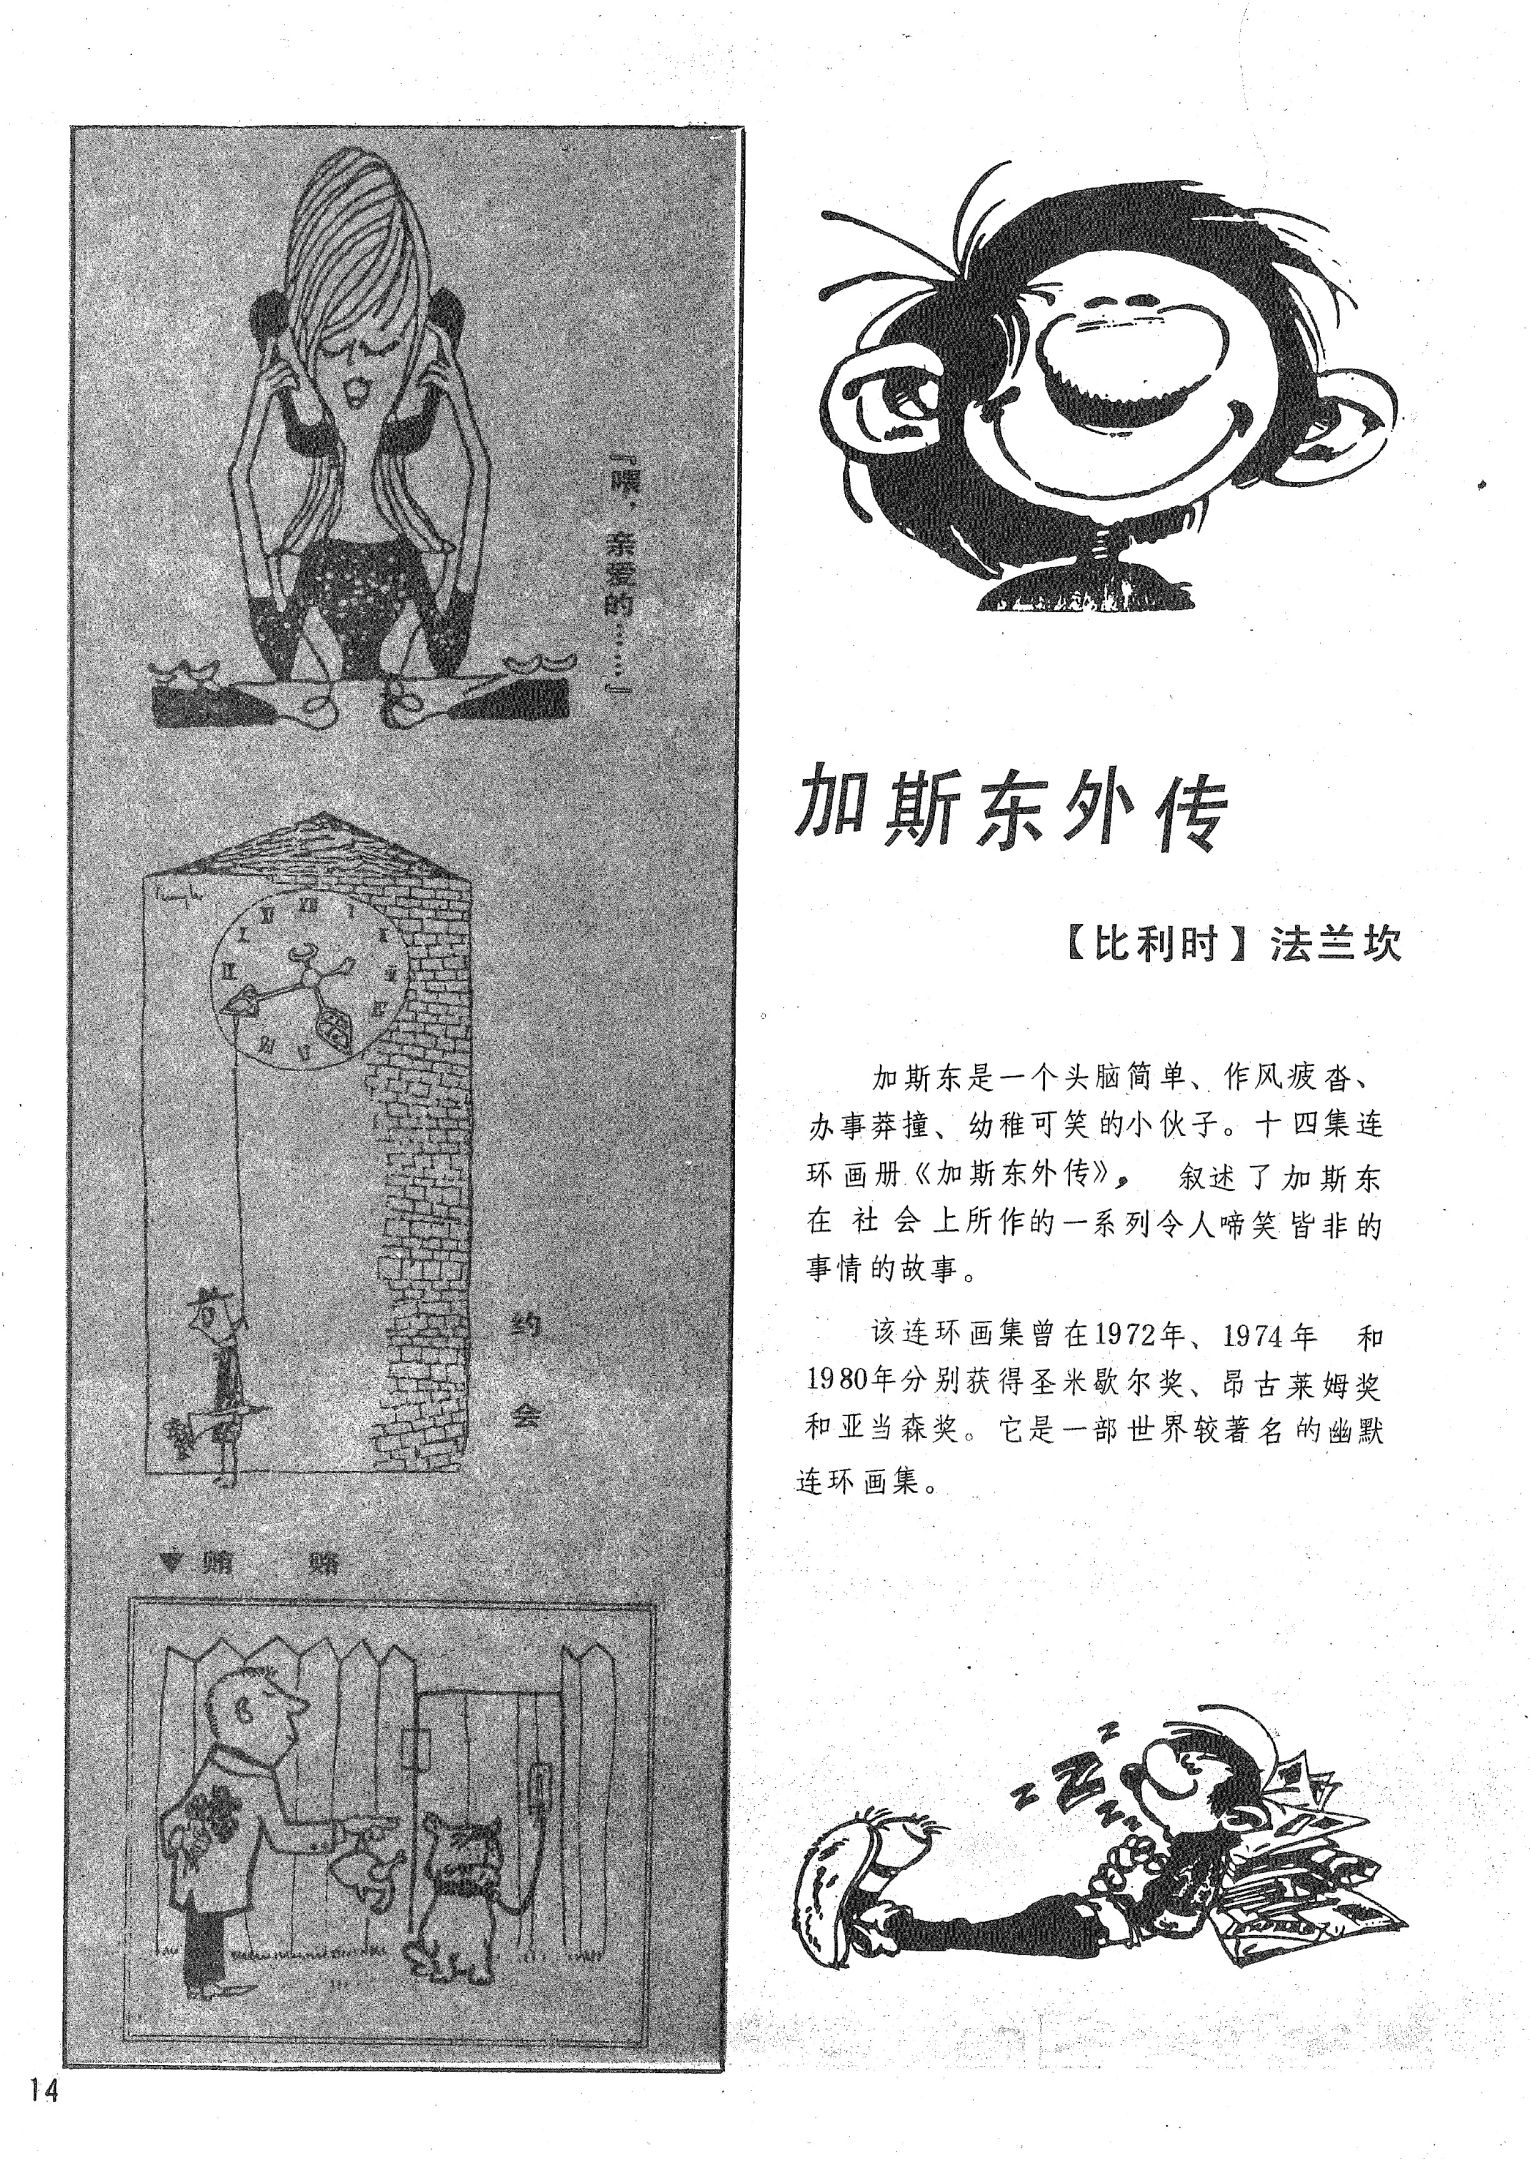 『喂，亲爱的……』
约会
▼贿 赂
加斯东外传
【比利时】法兰坎
加斯东是一个头脑简单、作风疲沓、
办事莽撞、幼稚可笑的小伙子。十四集连
环画册《加斯东外传》，叙述了加斯东
在社会上所作的一系列令人啼笑皆非的
事情的故事。
该连环画集曾在1972年、1974年 和
1980年分别获得圣米歇尔奖、昂古莱姆奖
和亚当森奖。它是一部世界较著名的幽默
连环画集。
z z z z
14